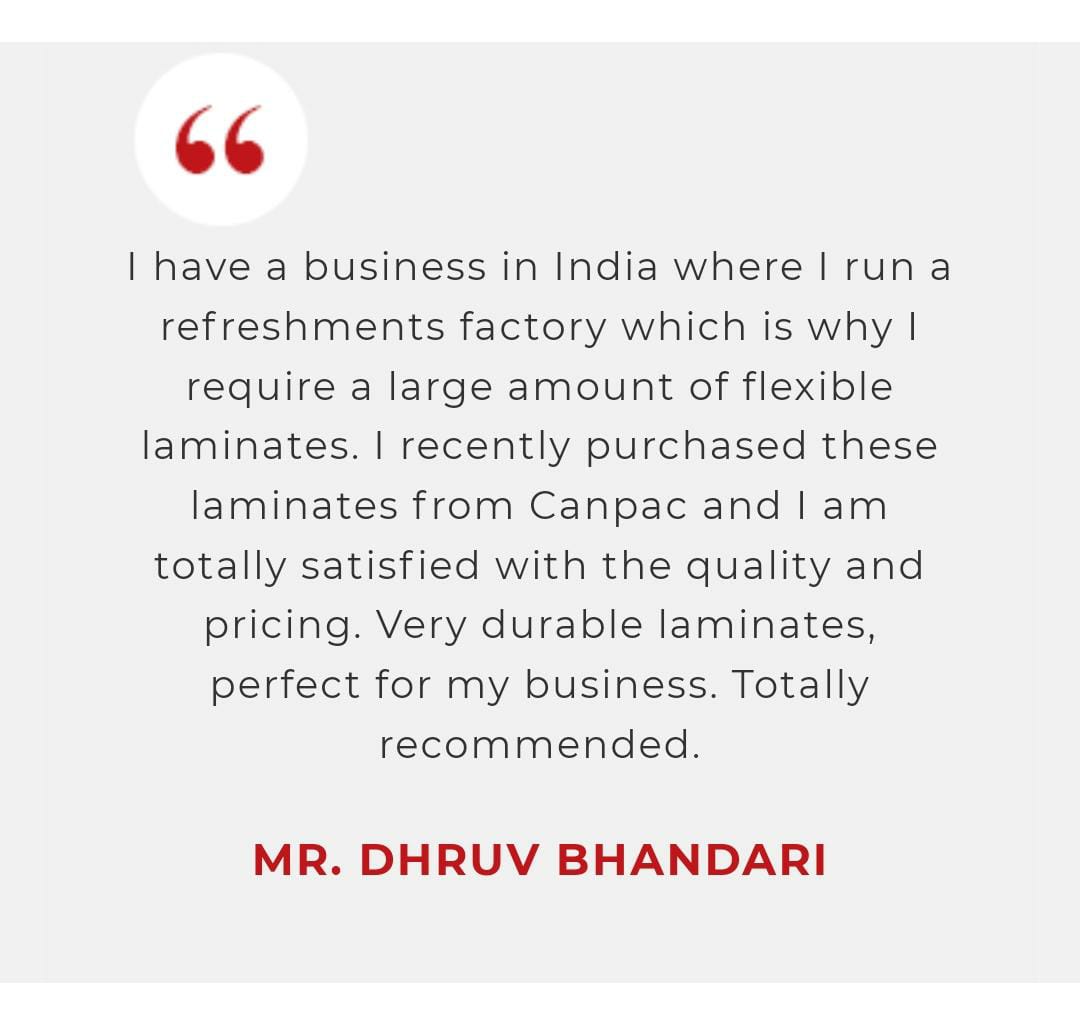 “
I have a business in India where I run a
refreshments factory which is why I
require a large amount of flexible
laminates. I recently purchased these
laminates from Canpac and I am
totally satisfied with the quality and
pricing. Very durable laminates,
perfect for my business. Totally
recommended.
MR. DHRUV BHANDARI